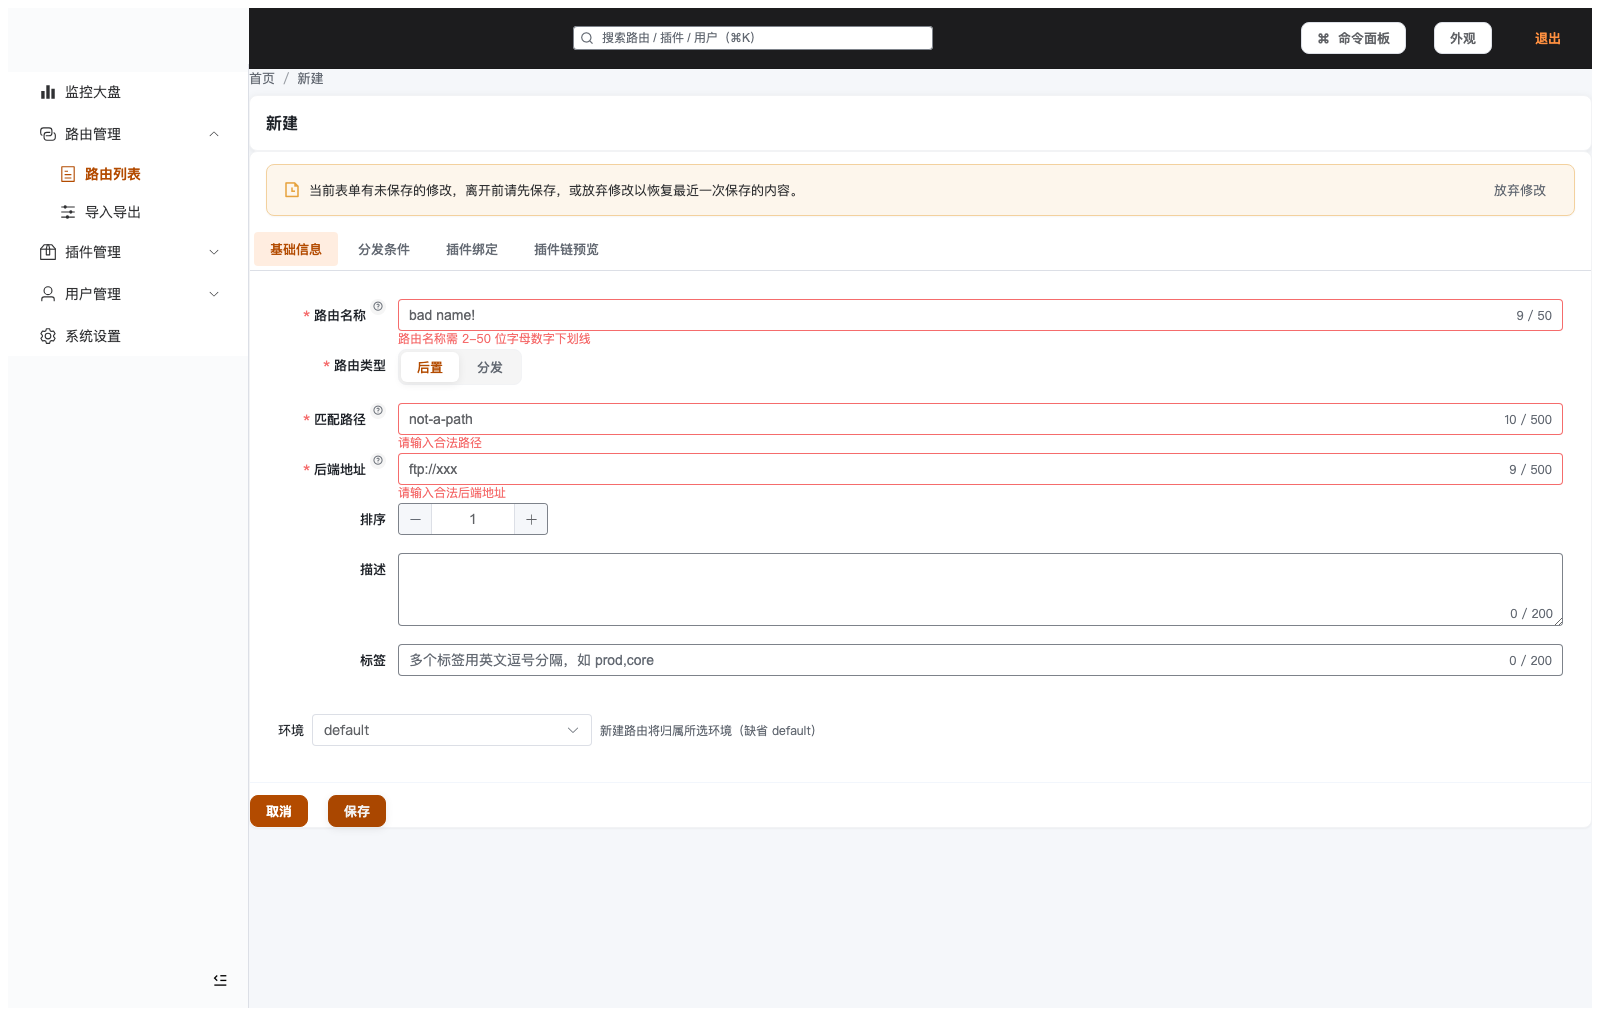 搜索路由 / 插件 / 用户（⌘K）
⌘ 命令面板
外观
退出
监控大盘
路由管理
路由列表
导入导出
插件管理
用户管理
系统设置
首页 / 新建
新建
当前表单有未保存的修改，离开前请先保存，或放弃修改以恢复最近一次保存的内容。
放弃修改
基础信息
分发条件
插件绑定
插件链预览
* 路由名称
bad name!
9 / 50
路由名称需 2–50 位字母数字下划线
* 路由类型
后置
分发
* 匹配路径
not-a-path
10 / 500
请输入合法路径
* 后端地址
ftp://xxx
9 / 500
请输入合法后端地址
排序
1
描述
0 / 200
标签
多个标签用英文逗号分隔，如 prod,core
0 / 200
环境
default
新建路由将归属所选环境（缺省 default）
取消
保存